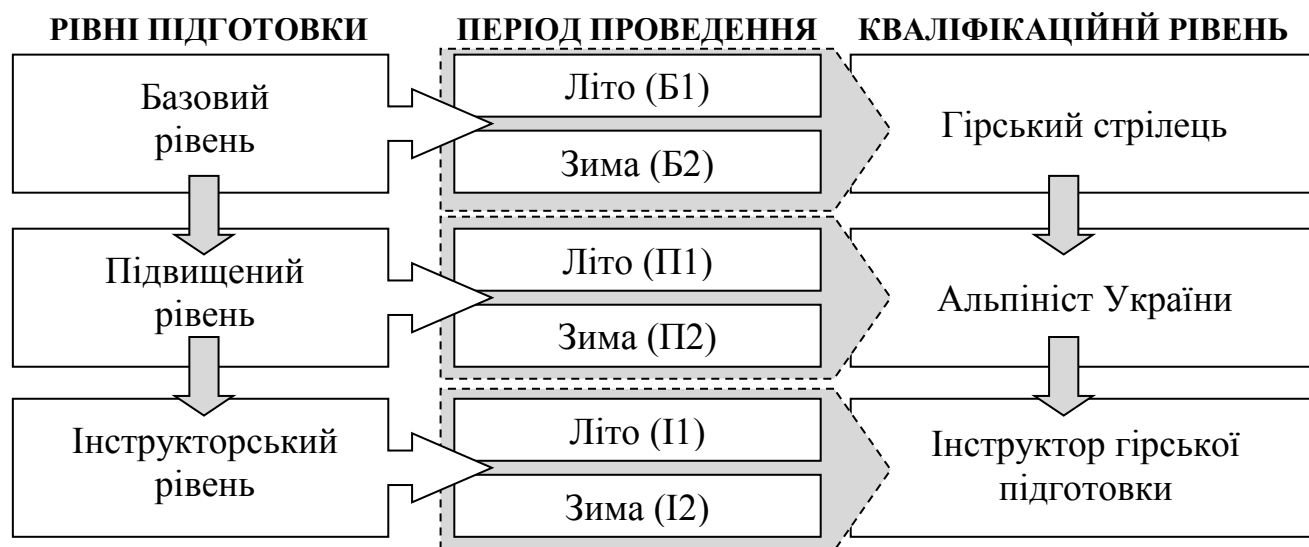 РІВНІ ПІДГОТОВКИ
ПЕРІОД ПРОВЕДЕННЯ
КВАЛІФІКАЦІЙНЙ РІВЕНЬ
Базовий
рівень
Літо (Б1)
Зима (Б2)
Гірський стрілець
Підвищений
рівень
Літо (П1)
Зима (П2)
Альпініст України
Інструкторський
рівень
Літо (І1)
Зима (І2)
Інструктор гірської
підготовки